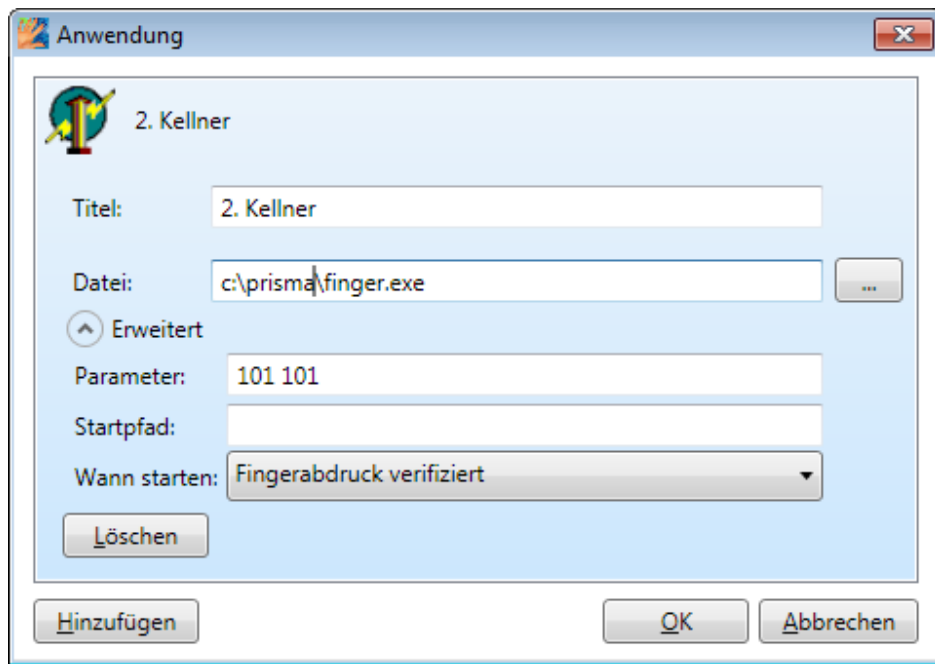 Anwendung
2. Kellner
Titel: 2. Kellner
Datei: c:\prisma\finger.exe ...
Erweitert
Parameter: 101 101
Startpfad:
Wann starten: Fingerabdruck verifiziert
Löschen
Hinzufügen OK Abbrechen